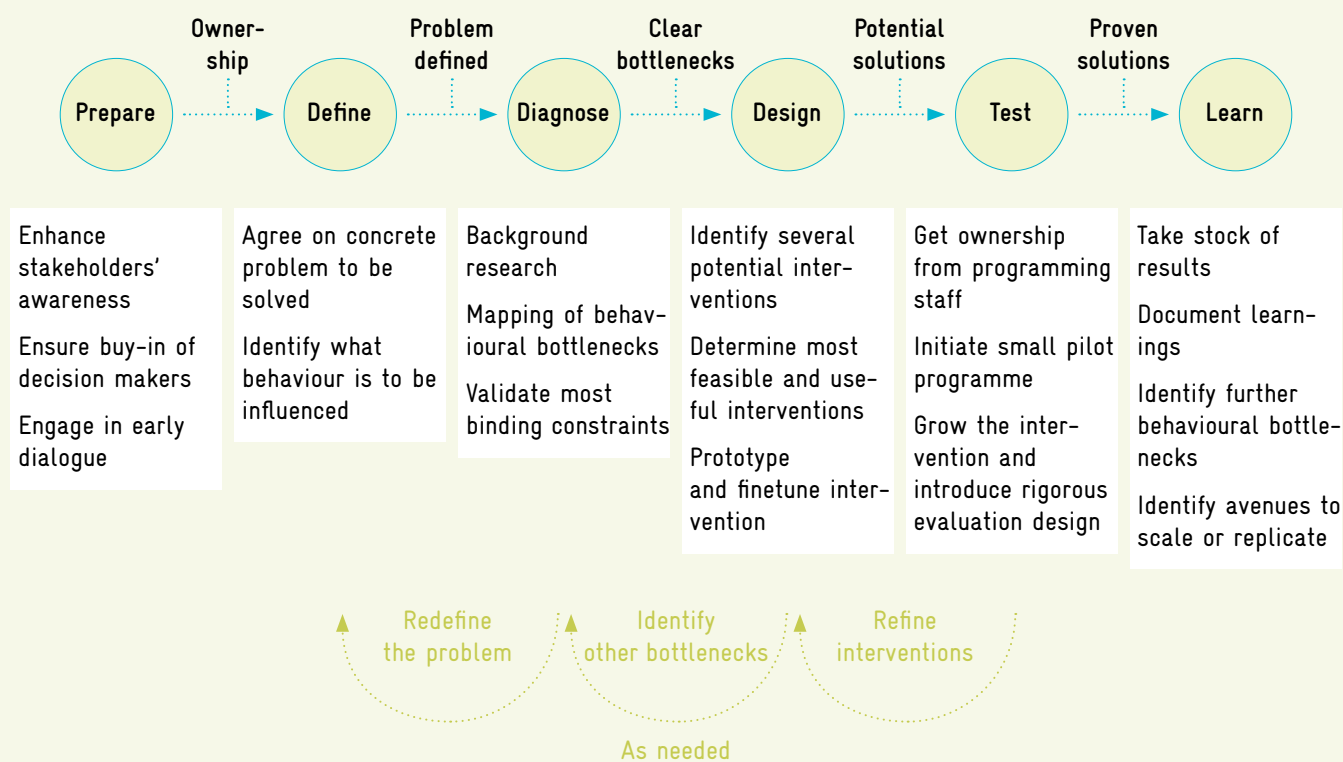 Owner-
ship
Problem
defined
Clear
bottlenecks
Potential
solutions
Proven
solutions
Prepare
Define
Diagnose
Design
Test
Learn
Enhance
stakeholders'
awareness
Ensure buy-in of
decision makers
Engage in early
dialogue
Agree on concrete
problem to be
solved
Identify what
behaviour is to be
influenced
Background
research
Mapping of behav-
ioural bottlenecks
Validate most
binding constraints
Identify several
potential inter-
ventions
Determine most
feasible and use-
ful interventions
Prototype
and finetune inter-
vention
Get ownership
from programming
staff
Initiate small pilot
programme
Grow the inter-
vention and
introduce rigorous
evaluation design
Take stock of
results
Document learn-
ings
Identify further
behavioural bottle-
necks
Identify avenues to
scale or replicate
Redefine
the problem
Identify
other bottlenecks
Refine
interventions
As needed